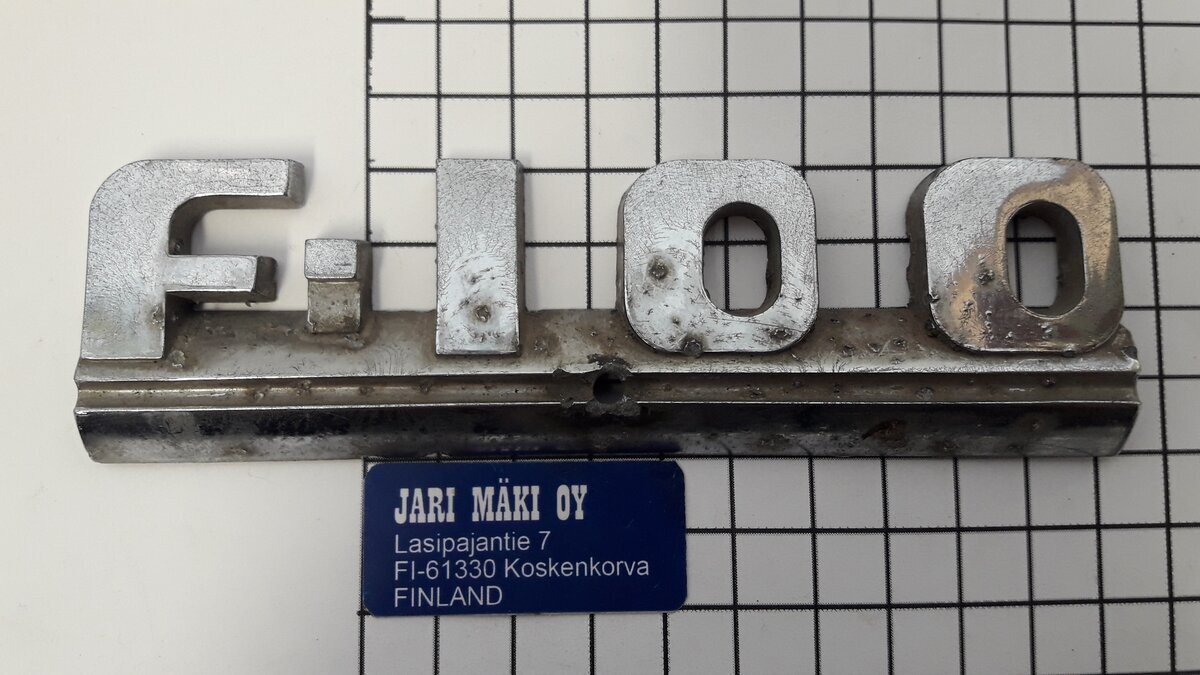 F-100
JARI MÄKI OY
Lasipajantie 7
FI-61330 Koskenkorva
FINLAND